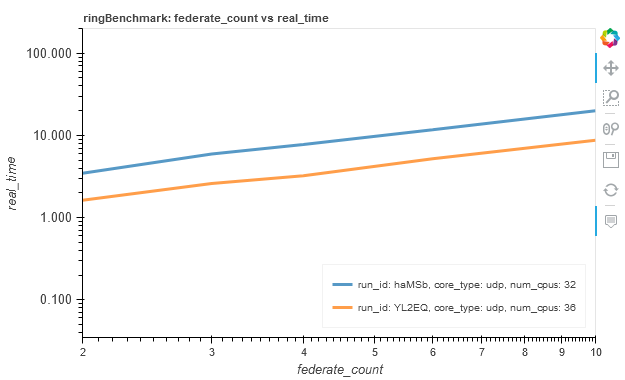 ringBenchmark: federate_count vs real_time
100.000
10.000
1.000
0.100
real_time
run_id: haMSb, core_type: udp, num_cpus: 32
run_id: YL2EQ, core_type: udp, num_cpus: 36
2 3 4 5 6 7 8 9 10
federate_count